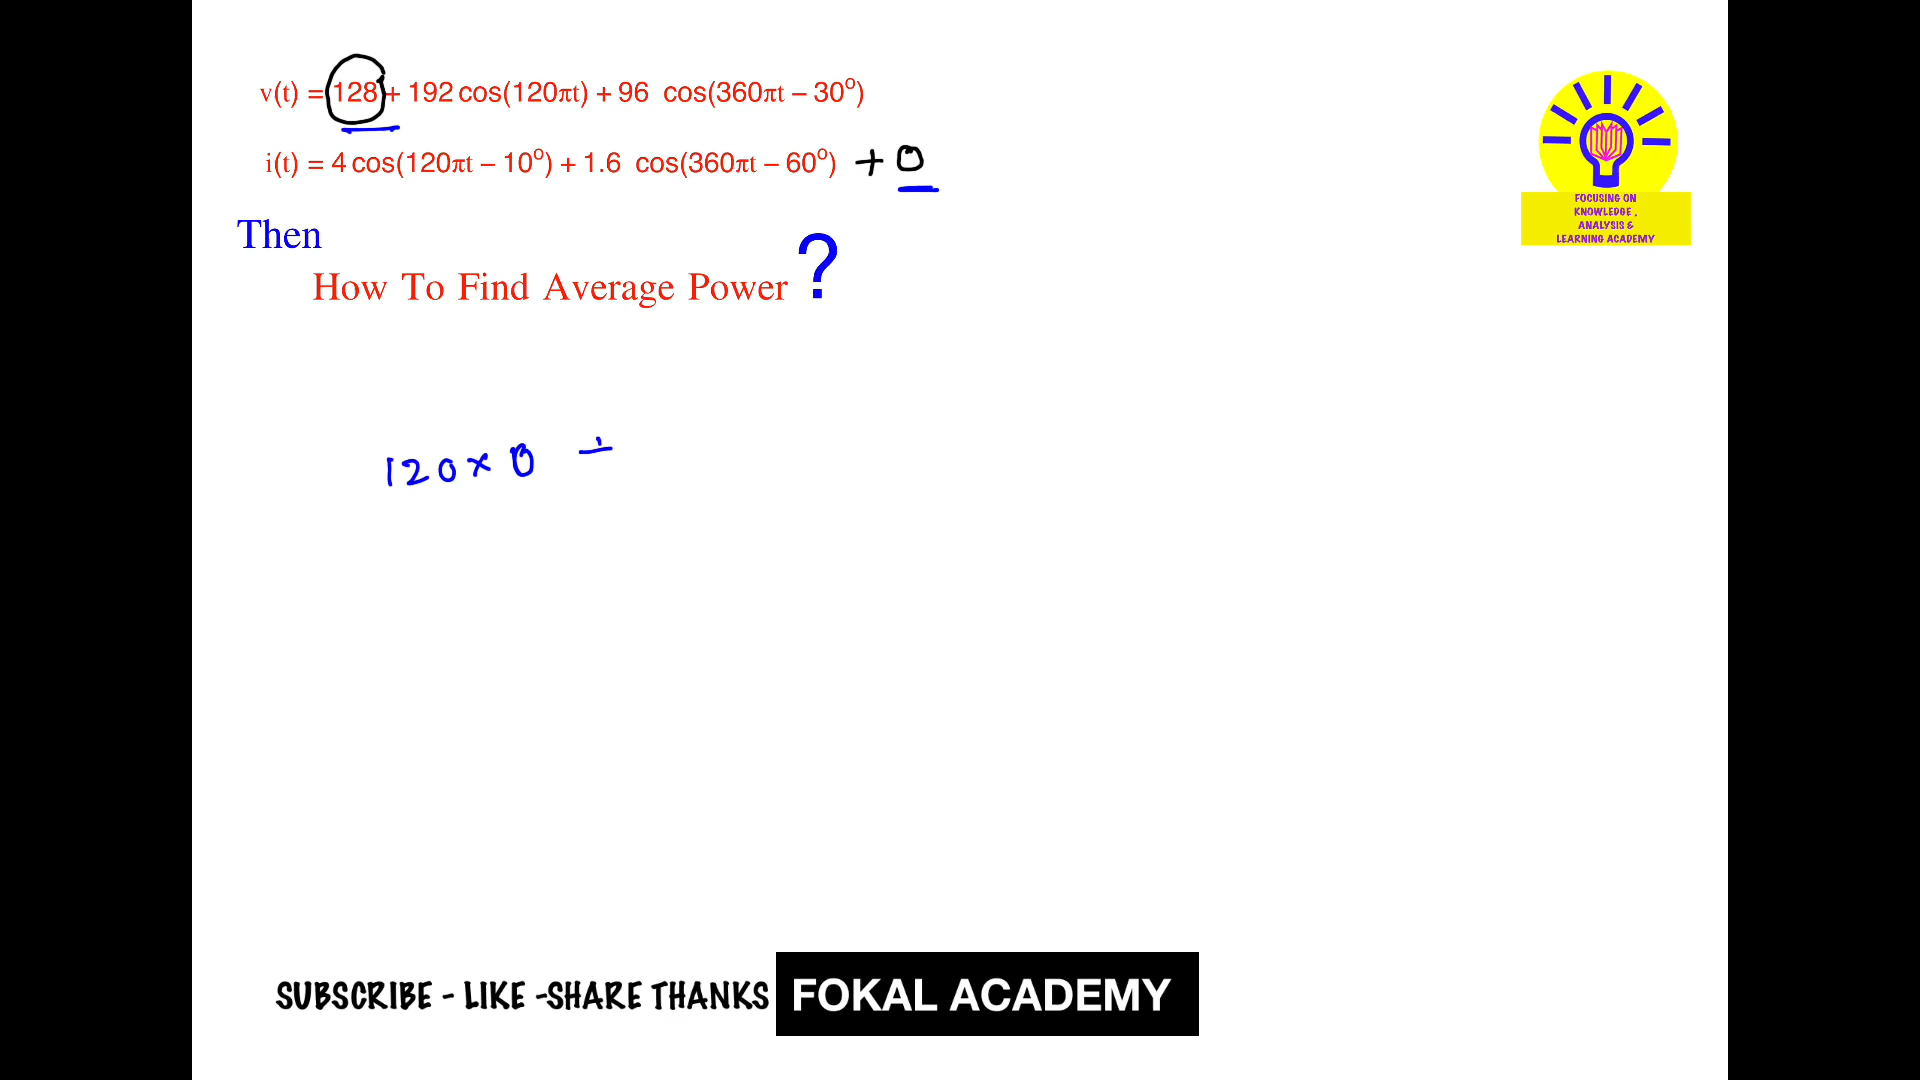 v(t) = 128 + 192 cos(120πt) + 96 cos(360πt – 30°)
i(t) = 4 cos(120πt – 10°) + 1.6 cos(360πt – 60°) + 0
Then
How To Find Average Power ?
120 × 0 +
FOCUSING ON
KNOWLEDGE ,
ANALYSIS &
LEARNING ACADEMY
SUBSCRIBE - LIKE -SHARE THANKS FOKAL ACADEMY